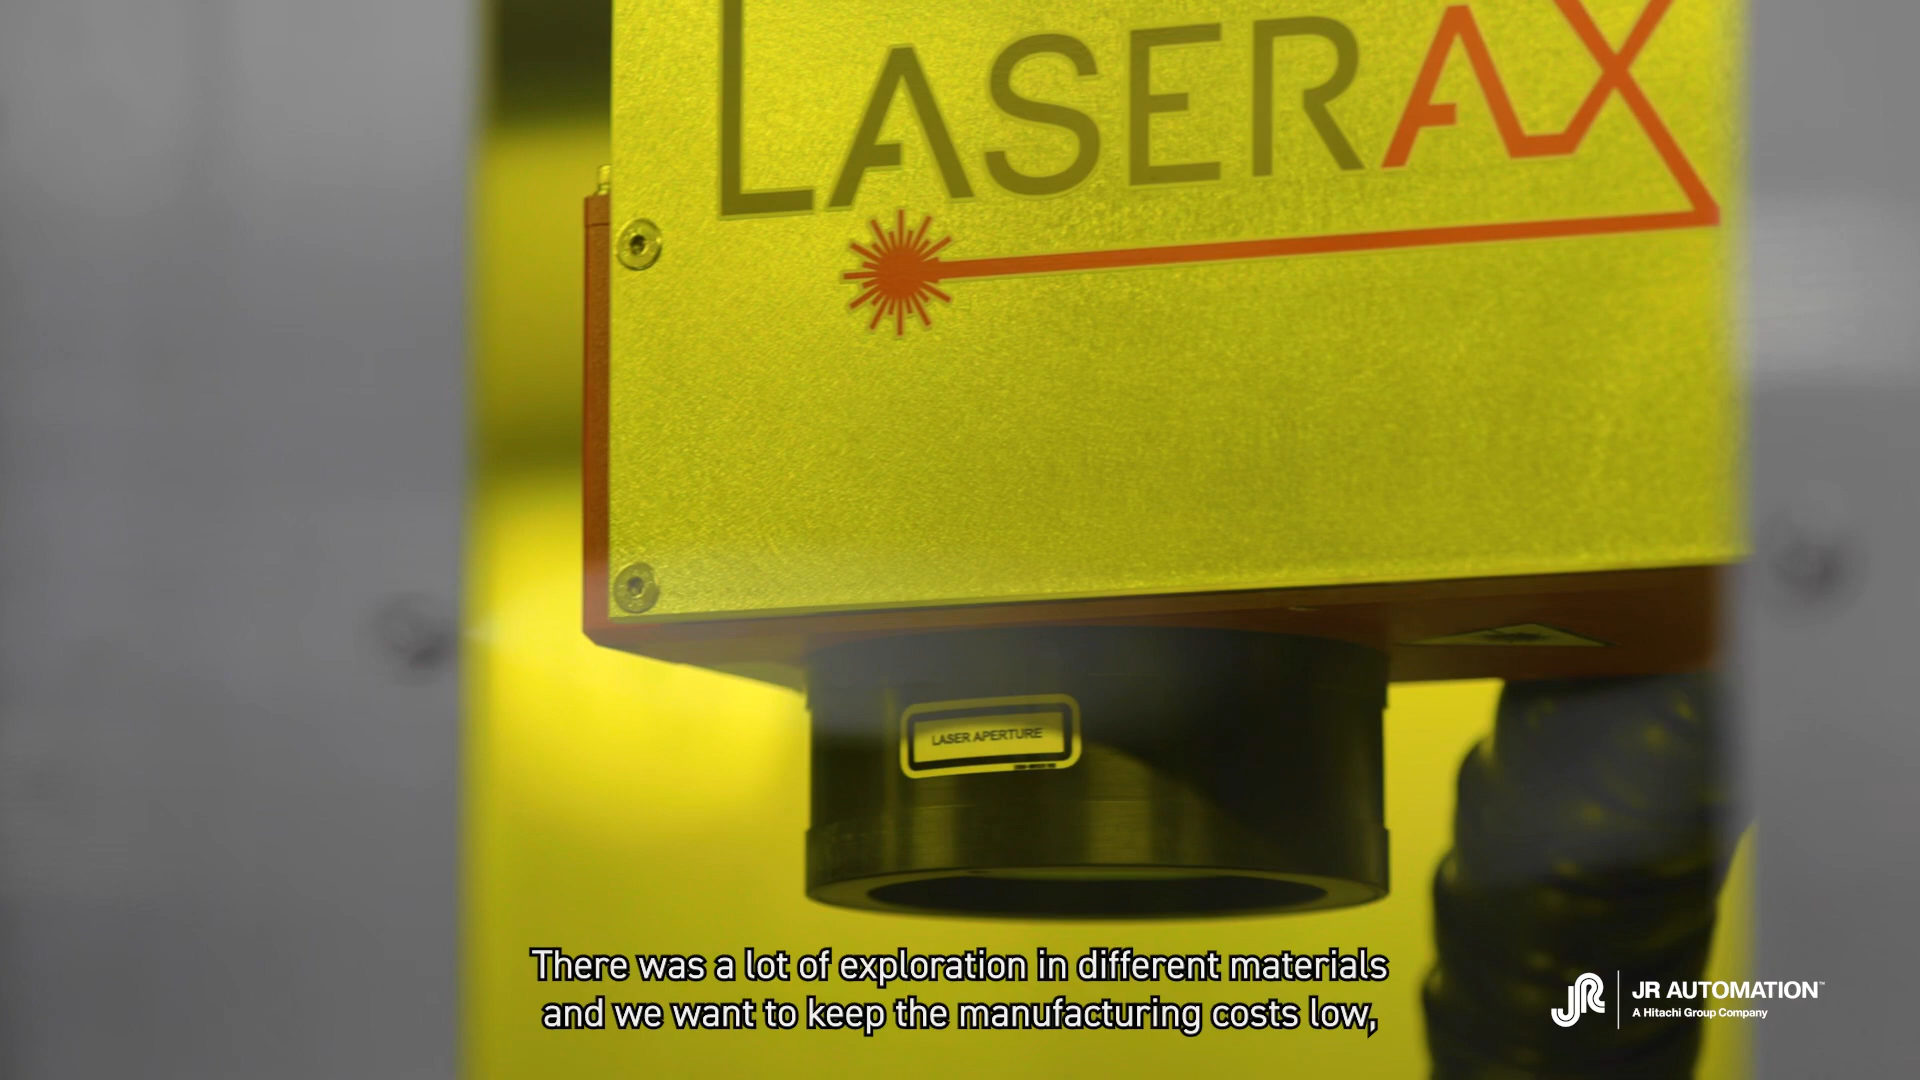 LASERAX
LASER APERTURE
There was a lot of exploration in different materials
and we want to keep the manufacturing costs low,
JR AUTOMATION™
A Hitachi Group Company